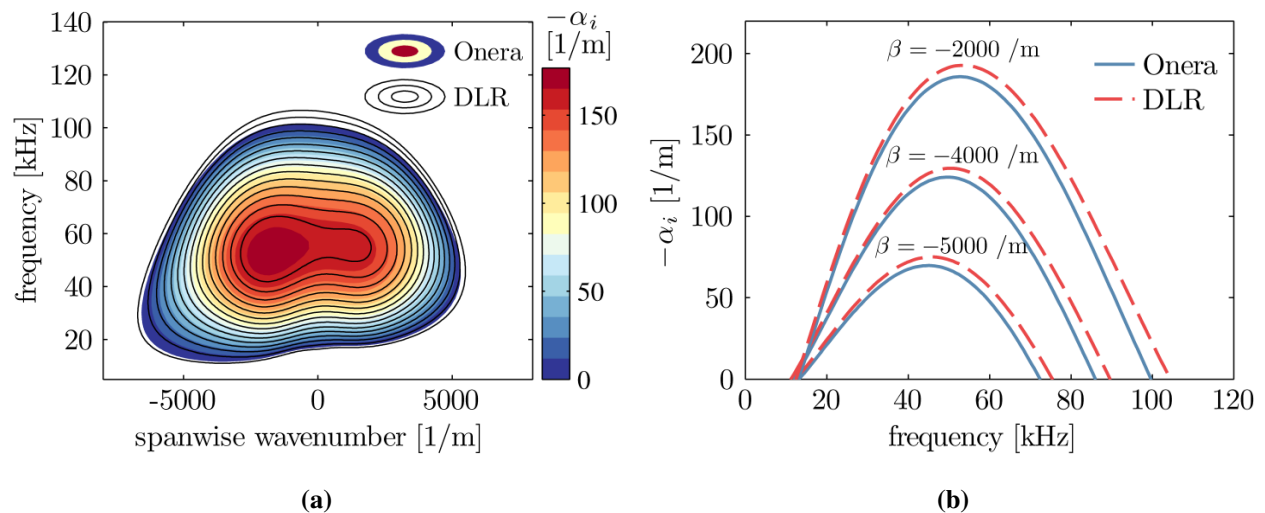 140
120
100
80
60
40
20
frequency [kHz]
-5000
0
5000
spanwise wavenumber [1/m]
Onera
DLR
−αᵢ
[1/m]
150
100
50
0
(a)
200
150
100
50
0
−αᵢ [1/m]
β = −2000 /m
β = −4000 /m
β = −5000 /m
Onera
DLR
0
20
40
60
80
100
120
frequency [kHz]
(b)